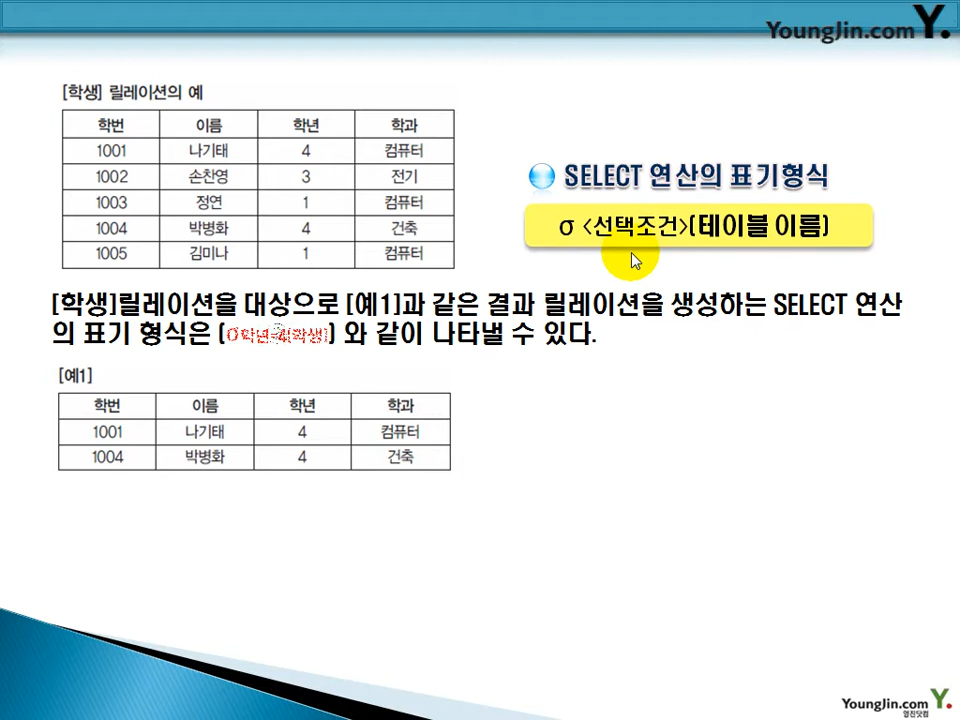 YoungJin.com Y.
[학생] 릴레이션의 예
학번 이름 학년 학과
1001 나기태 4 컴퓨터
1002 손찬영 3 전기
1003 정연 1 컴퓨터
1004 박병화 4 건축
1005 김미나 1 컴퓨터
SELECT 연산의 표기형식
σ <선택조건>(테이블 이름)
[학생]릴레이션을 대상으로 [예1]과 같은 결과 릴레이션을 생성하는 SELECT 연산
의 표기 형식은 (σ학년=4(학생)) 와 같이 나타낼 수 있다.
[예1]
학번 이름 학년 학과
1001 나기태 4 컴퓨터
1004 박병화 4 건축
YoungJin.com Y.
영진닷컴